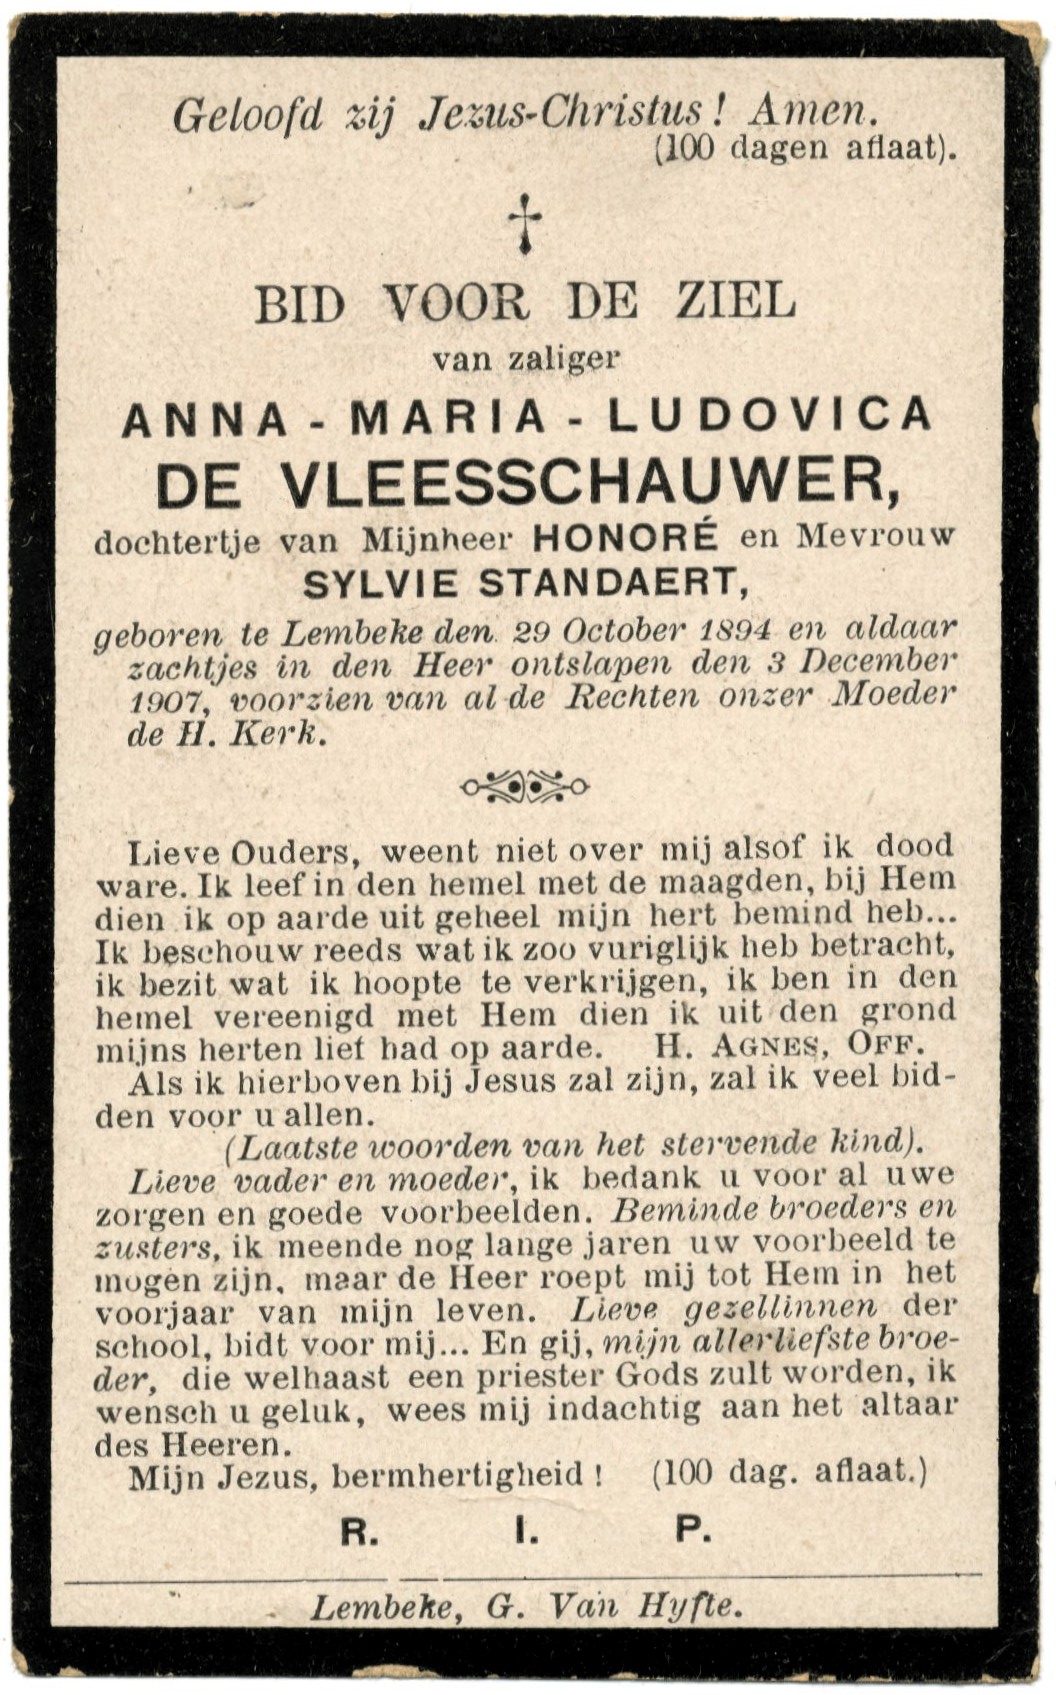 Geloofd zij Jezus-Christus! Amen.
(100 dagen aflaat).
BID VOOR DE ZIEL
van zaliger
ANNA - MARIA - LUDOVICA
DE VLEESSCHAUWER,
dochtertje van Mijnheer HONORÉ en Mevrouw
SYLVIE STANDAERT,
geboren te Lembeke den 29 October 1894 en aldaar
zachtjes in den Heer ontslapen den 3 December
1907, voorzien van al de Rechten onzer Moeder
de H. Kerk.
Lieve Ouders, weent niet over mij alsof ik dood
ware. Ik leef in den hemel met de maagden, bij Hem
dien ik op aarde uit geheel mijn hert bemind heb...
Ik beschouw reeds wat ik zoo vuriglijk heb betracht,
ik bezit wat ik hoopte te verkrijgen, ik ben in den
hemel vereenigd met Hem dien ik uit den grond
mijns herten lief had op aarde. H. AGNES, OFF.
Als ik hierboven bij Jesus zal zijn, zal ik veel bid-
den voor u allen.
(Laatste woorden van het stervende kind).
Lieve vader en moeder, ik bedank u voor al uwe
zorgen en goede voorbeelden. Beminde broeders en
zusters, ik meende nog lange jaren uw voorbeeld te
mogen zijn, maar de Heer roept mij tot Hem in het
voorjaar van mijn leven. Lieve gezellinnen der
school, bidt voor mij... En gij, mijn allerliefste broe-
der, die welhaast een priester Gods zult worden, ik
wensch u geluk, wees mij indachtig aan het altaar
des Heeren.
Mijn Jezus, bermhertigheid! (100 dag. aflaat.)
R. I. P.
Lembeke, G. Van Hyfte.